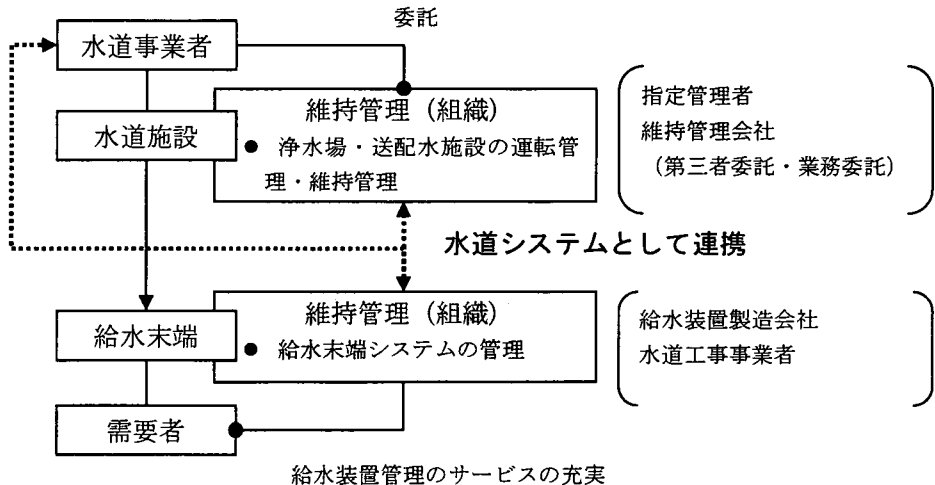 委託
水道事業者
維持管理（組織）
水道施設
● 浄水場・送配水施設の運転管
理・維持管理
指定管理者
維持管理会社
（第三者委託・業務委託）
水道システムとして連携
維持管理（組織）
給水末端
● 給水末端システムの管理
給水装置製造会社
水道工事事業者
需要者
給水装置管理のサービスの充実